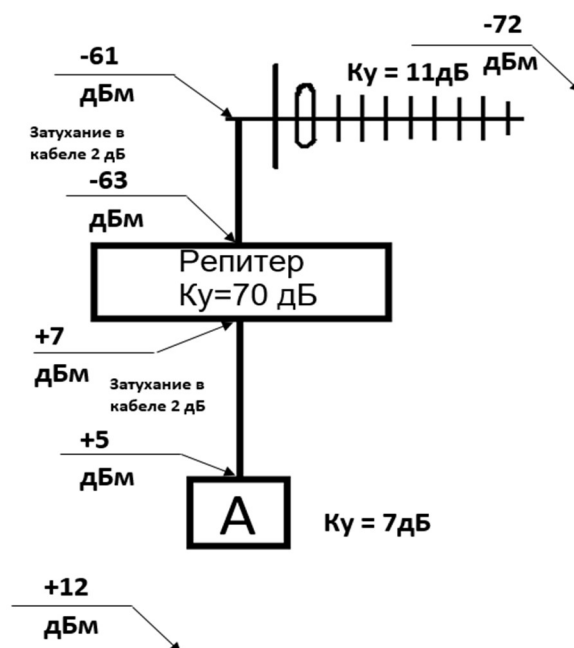 -72
дБм
-61
дБм
Ку = 11дБ
Затухание в
кабеле 2 дБ
-63
дБм
Репитер
Ку=70 дБ
+7
дБм
Затухание в
кабеле 2 дБ
+5
дБм
А
Ку = 7дБ
+12
дБм